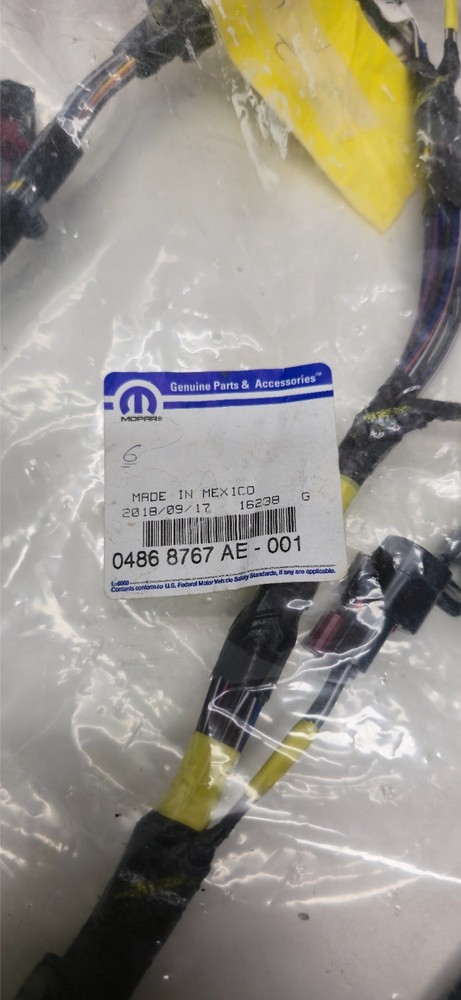 Genuine Parts & Accessories™
MOPAR®
6
MADE IN MEXICO
2018/09/17 16238 G
0486 8767 AE - 001
Contents conform to U.S. Federal Motor Vehicle Safety Standards, if any are applicable.